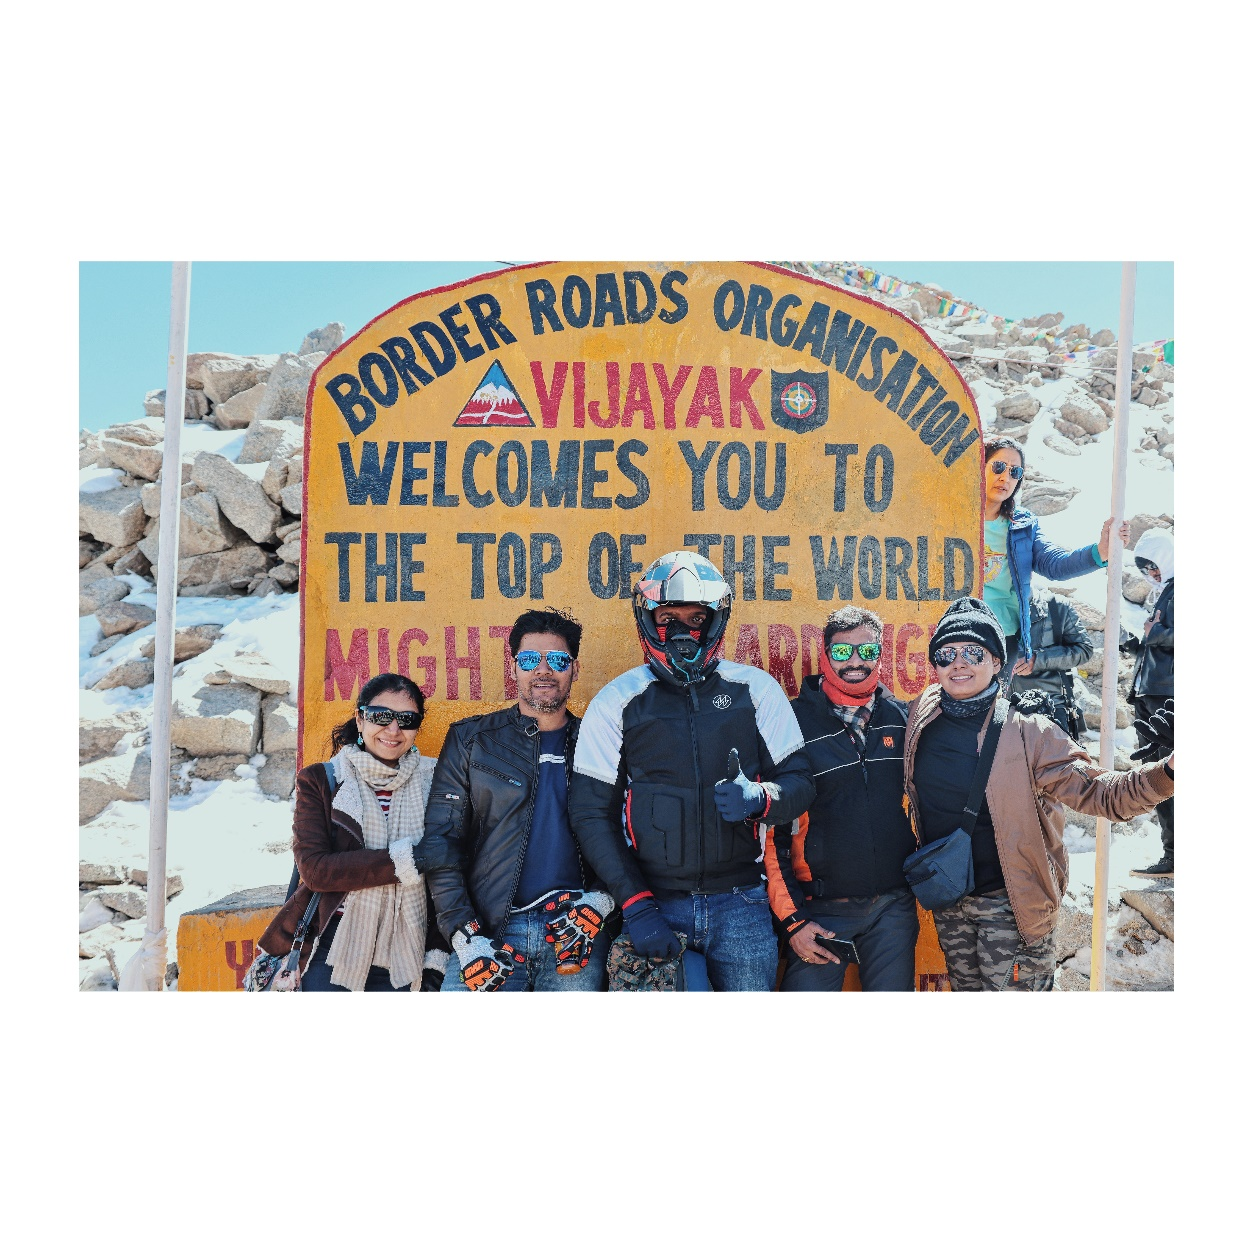 BORDER ROADS ORGANISATION
VIJAYAK
WELCOMES YOU TO
THE TOP OF THE WORLD